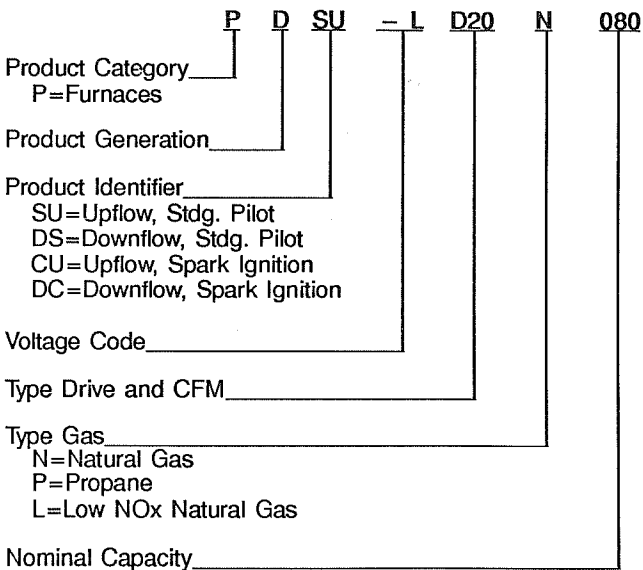 P D SU – L D20 N 080
Product Category
P=Furnaces
Product Generation
Product Identifier
SU=Upflow, Stdg. Pilot
DS=Downflow, Stdg. Pilot
CU=Upflow, Spark Ignition
DC=Downflow, Spark Ignition
Voltage Code
Type Drive and CFM
Type Gas
N=Natural Gas
P=Propane
L=Low NOx Natural Gas
Nominal Capacity